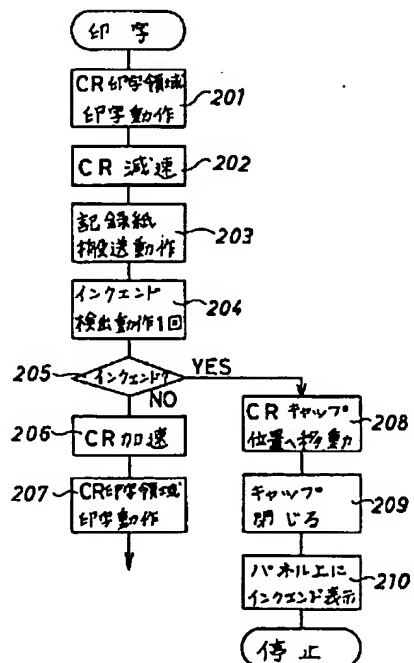 印字
CR印字領域
印字動作
201
CR 減速
202
記録紙
搬送動作
203
インクエンド
検出動作1回
204
205
インクエンド?
YES
NO
206
CR加速
207
CR印字領域
印字動作
CR キャップ
位置へ移動
208
キャップ
閉じる
209
パネル上に
インクエンド表示
210
停止